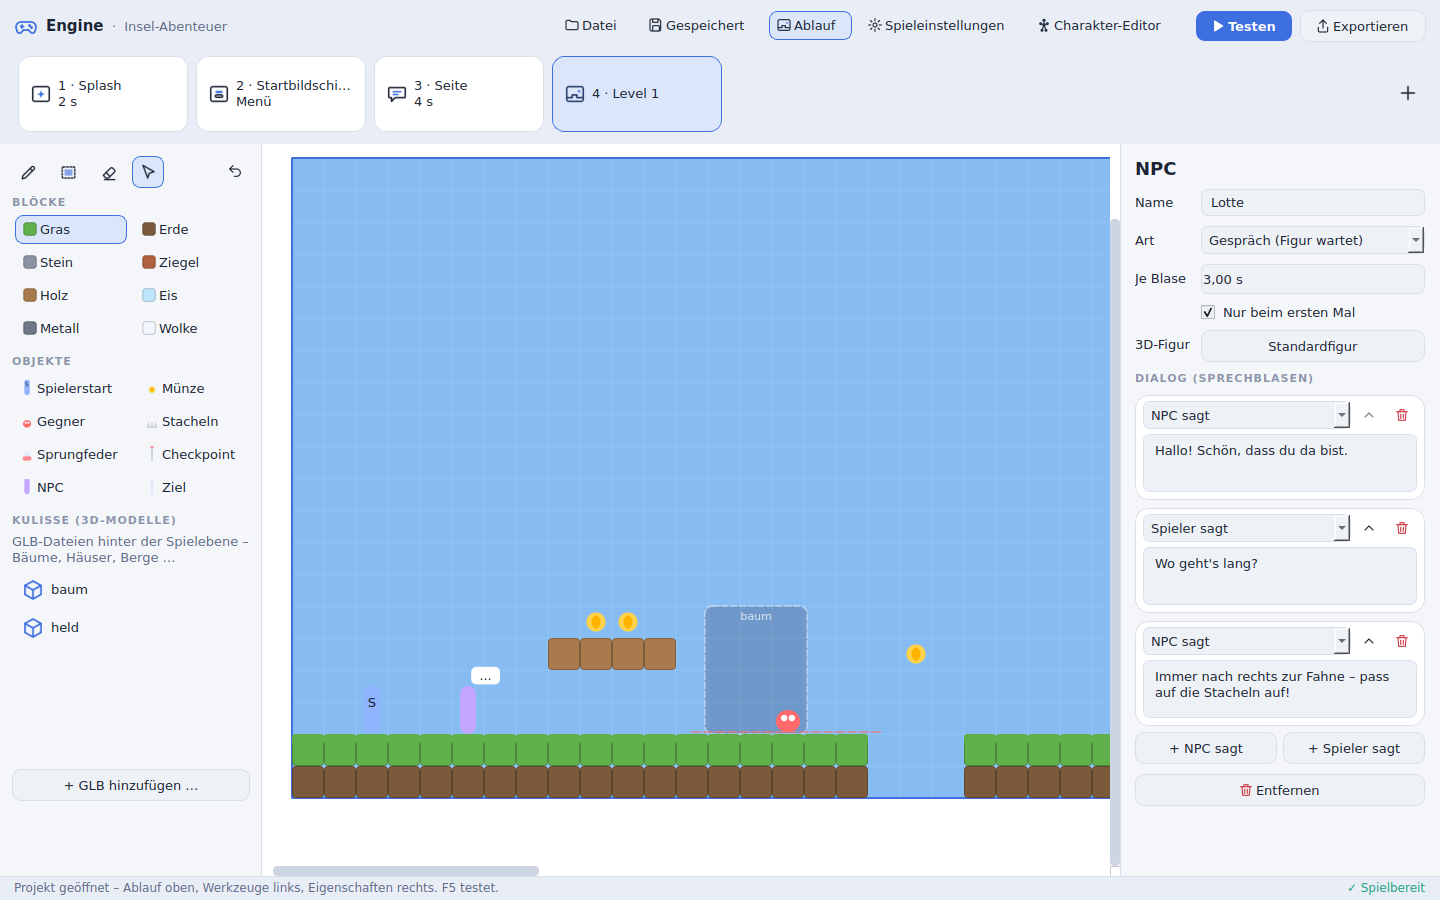 Engine · Insel-Abenteuer
Datei
Gespeichert
Ablauf
Spieleinstellungen
Charakter-Editor
Testen
Exportieren
1 · Splash
2 s
2 · Startbildschi...
Menü
3 · Seite
4 s
4 · Level 1
BLÖCKE
Gras
Erde
Stein
Ziegel
Holz
Eis
Metall
Wolke
OBJEKTE
Spielerstart
Münze
Gegner
Stacheln
Sprungfeder
Checkpoint
NPC
Ziel
KULISSE (3D-MODELLE)
GLB-Dateien hinter der Spielebene –
Bäume, Häuser, Berge ...
baum
held
+ GLB hinzufügen ...
baum
...
S
NPC
Name
Lotte
Art
Gespräch (Figur wartet)
Je Blase
3,00 s
Nur beim ersten Mal
3D-Figur
Standardfigur
DIALOG (SPRECHBLASEN)
NPC sagt
Hallo! Schön, dass du da bist.
Spieler sagt
Wo geht's lang?
NPC sagt
Immer nach rechts zur Fahne – pass
auf die Stacheln auf!
+ NPC sagt
+ Spieler sagt
Entfernen
Projekt geöffnet – Ablauf oben, Werkzeuge links, Eigenschaften rechts. F5 testet.
✓ Spielbereit